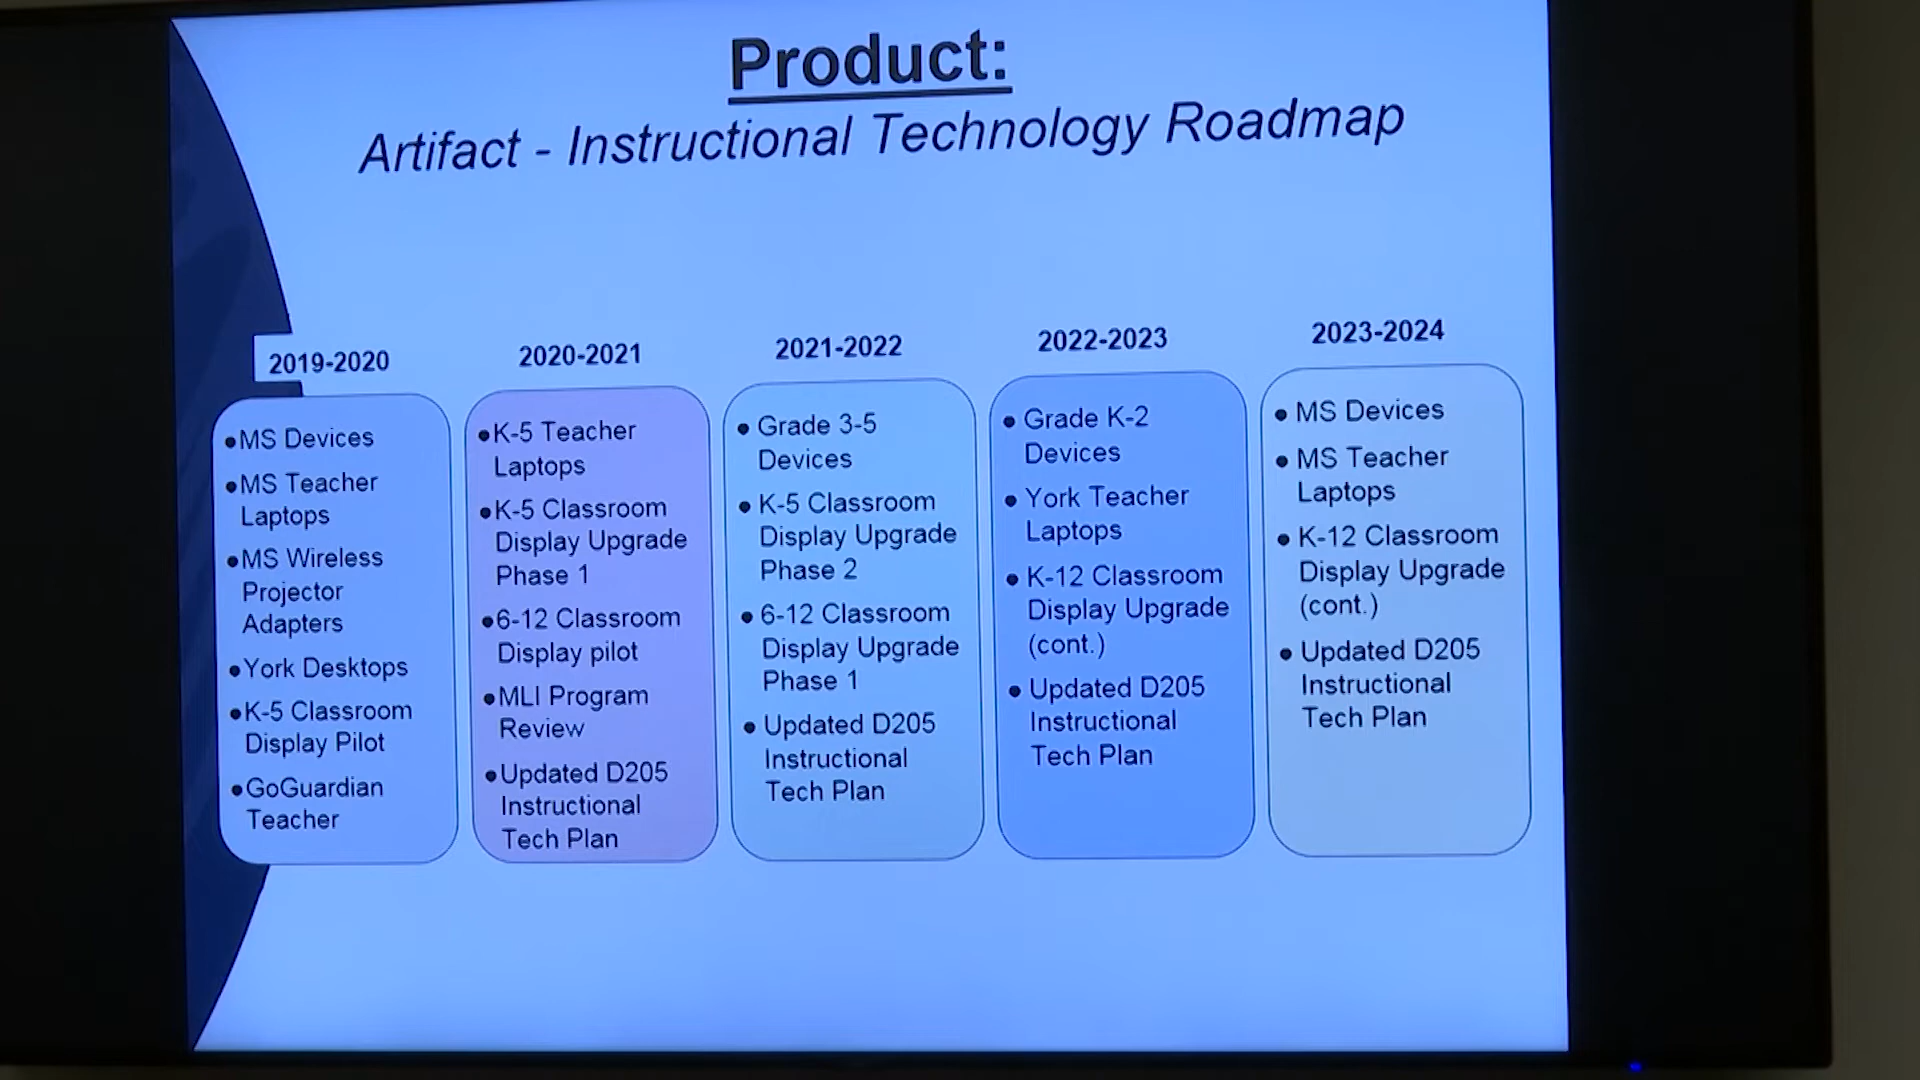 Product:
Artifact - Instructional Technology Roadmap
2019-2020
●MS Devices
●MS Teacher
Laptops
●MS Wireless
Projector
Adapters
●York Desktops
●K-5 Classroom
Display Pilot
●GoGuardian
Teacher
2020-2021
●K-5 Teacher
Laptops
●K-5 Classroom
Display Upgrade
Phase 1
●6-12 Classroom
Display pilot
●MLI Program
Review
●Updated D205
Instructional
Tech Plan
2021-2022
● Grade 3-5
Devices
● K-5 Classroom
Display Upgrade
Phase 2
● 6-12 Classroom
Display Upgrade
Phase 1
● Updated D205
Instructional
Tech Plan
2022-2023
● Grade K-2
Devices
● York Teacher
Laptops
● K-12 Classroom
Display Upgrade
(cont.)
● Updated D205
Instructional
Tech Plan
2023-2024
● MS Devices
● MS Teacher
Laptops
● K-12 Classroom
Display Upgrade
(cont.)
● Updated D205
Instructional
Tech Plan